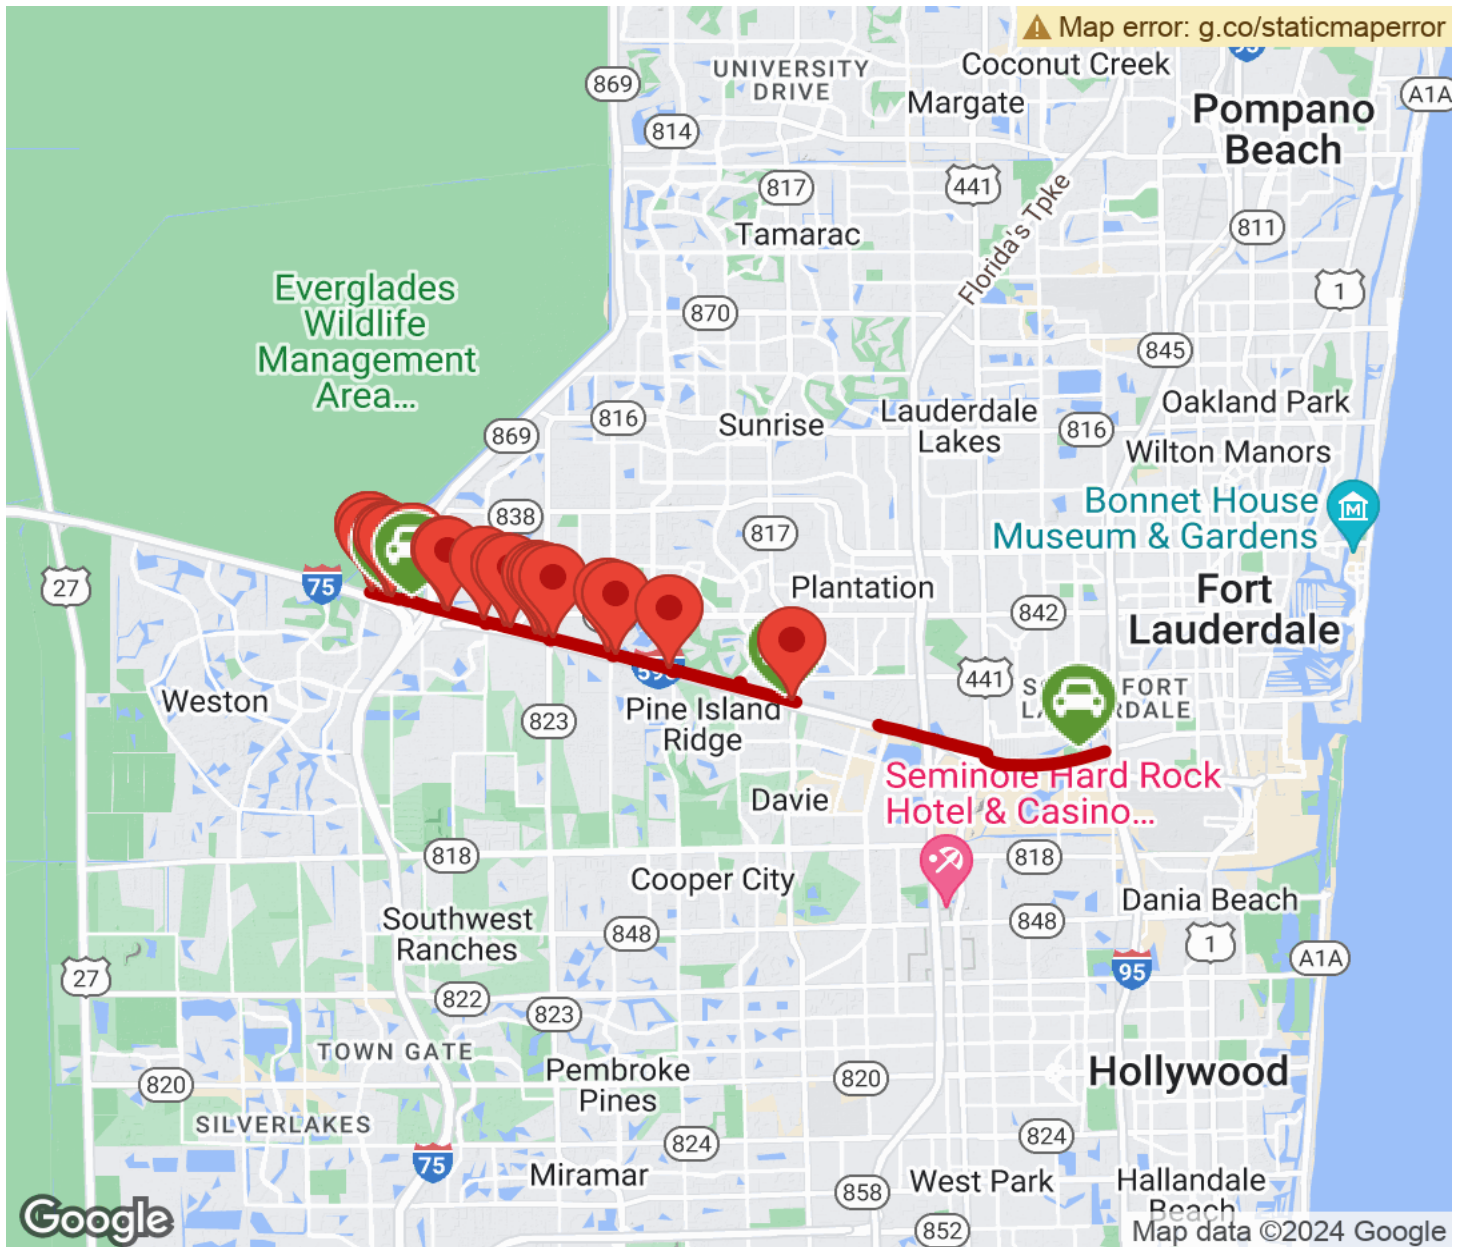 Map error: g.co/staticmaperror
95
869
UNIVERSITY
DRIVE
Coconut Creek
Margate
A1A
Pompano
Beach
814
817
441
Florida's Tpke
811
Tamarac
1
Everglades
Wildlife
Management
Area...
870
845
816
869
Sunrise
Lauderdale
Lakes
816
Oakland Park
Wilton Manors
838
817
Bonnet House
Museum & Gardens
27
75
Plantation
842
Fort
Lauderdale
595
441
FORT
Weston
823
Pine Island
Ridge
Seminole Hard Rock
Hotel & Casino...
Davie
818
818
Cooper City
Dania Beach
Southwest
Ranches
848
848
1
A1A
27
95
822
823
TOWN GATE
820
Pembroke
Pines
820
Hollywood
SILVERLAKES
824
824
75
Miramar
858
West Park
Hallandale
Beach
852
Google
Map data ©2024 Google